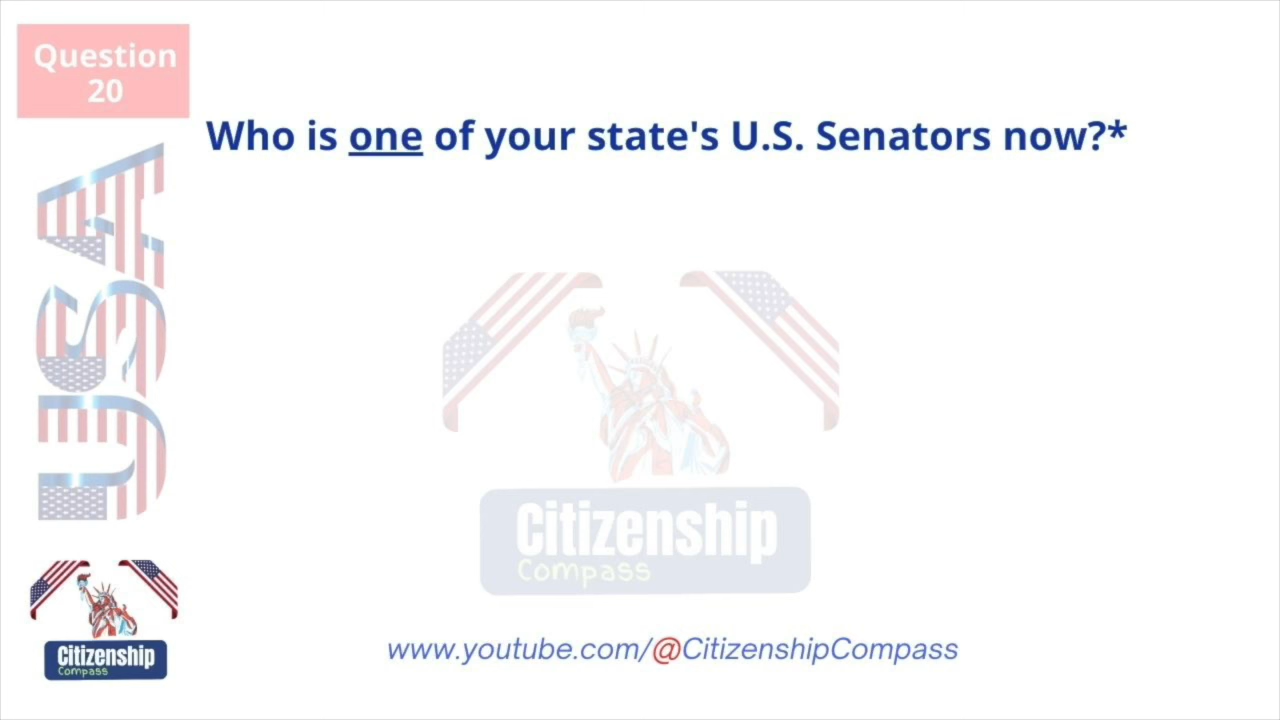 Question
20
Who is one of your state's U.S. Senators now?*
USA
Citizenship
Compass
Citizenship
Compass
www.youtube.com/@CitizenshipCompass